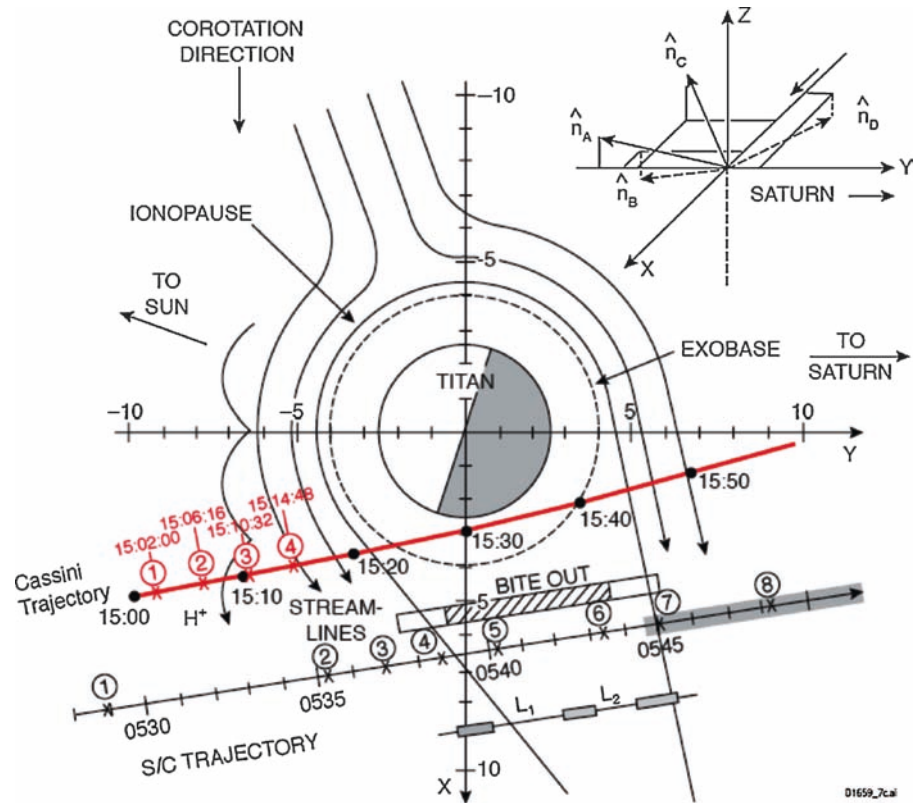 COROTATION
DIRECTION
Z
n̂C
n̂A
n̂D
n̂B
Y
SATURN
X
–10
IONOPAUSE
–5
TO
SUN
EXOBASE
TO
SATURN
TITAN
–10
–5
5
10
Y
15:02:00
15:06:16
15:10:32
15:14:48
1
2
3
4
Cassini
Trajectory
15:00
15:10
15:20
15:30
15:40
15:50
H+
STREAM-
LINES
BITE OUT
5
1
2
3
4
5
6
7
8
0530
0535
0540
0545
L1
L2
S/C TRAJECTORY
X
10
01659_7c.ai